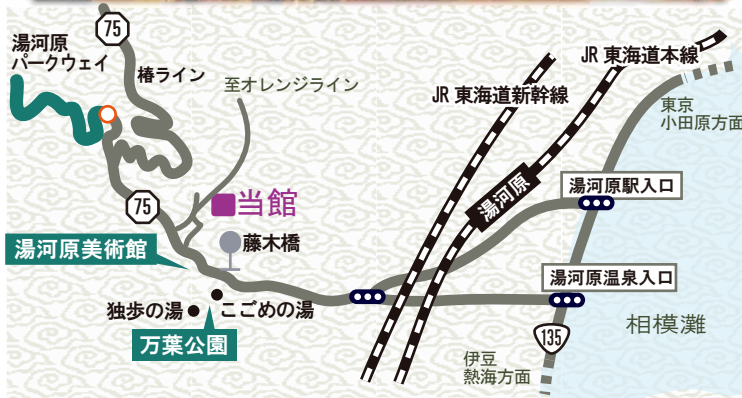 75
湯河原
パークウェイ
椿ライン
至オレンジライン
JR 東海道新幹線
JR 東海道本線
東京
小田原方面
湯河原
湯河原駅入口
75
当館
藤木橋
湯河原美術館
湯河原温泉入口
独歩の湯
こごめの湯
万葉公園
135
相模灘
伊豆
熱海方面